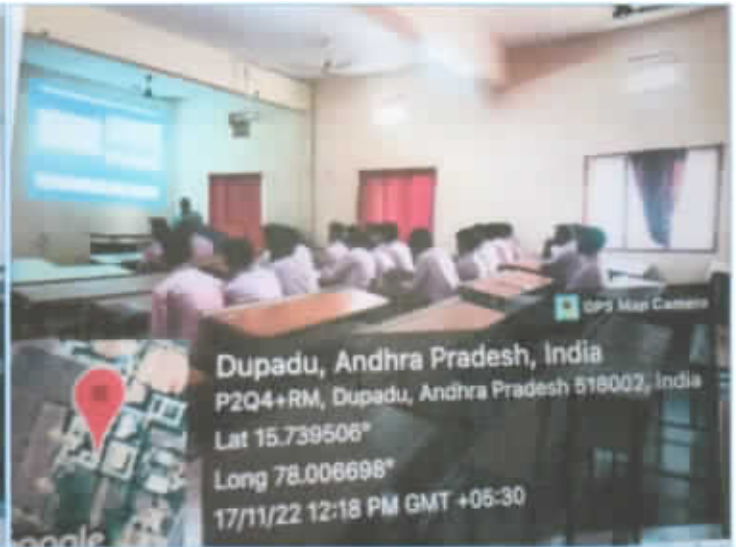 GPS Map Camera
Dupadu, Andhra Pradesh, India
P2Q4+RM, Dupadu, Andhra Pradesh 518002, India
Lat 15.739506°
Long 78.006698°
17/11/22 12:18 PM GMT +05:30
Google